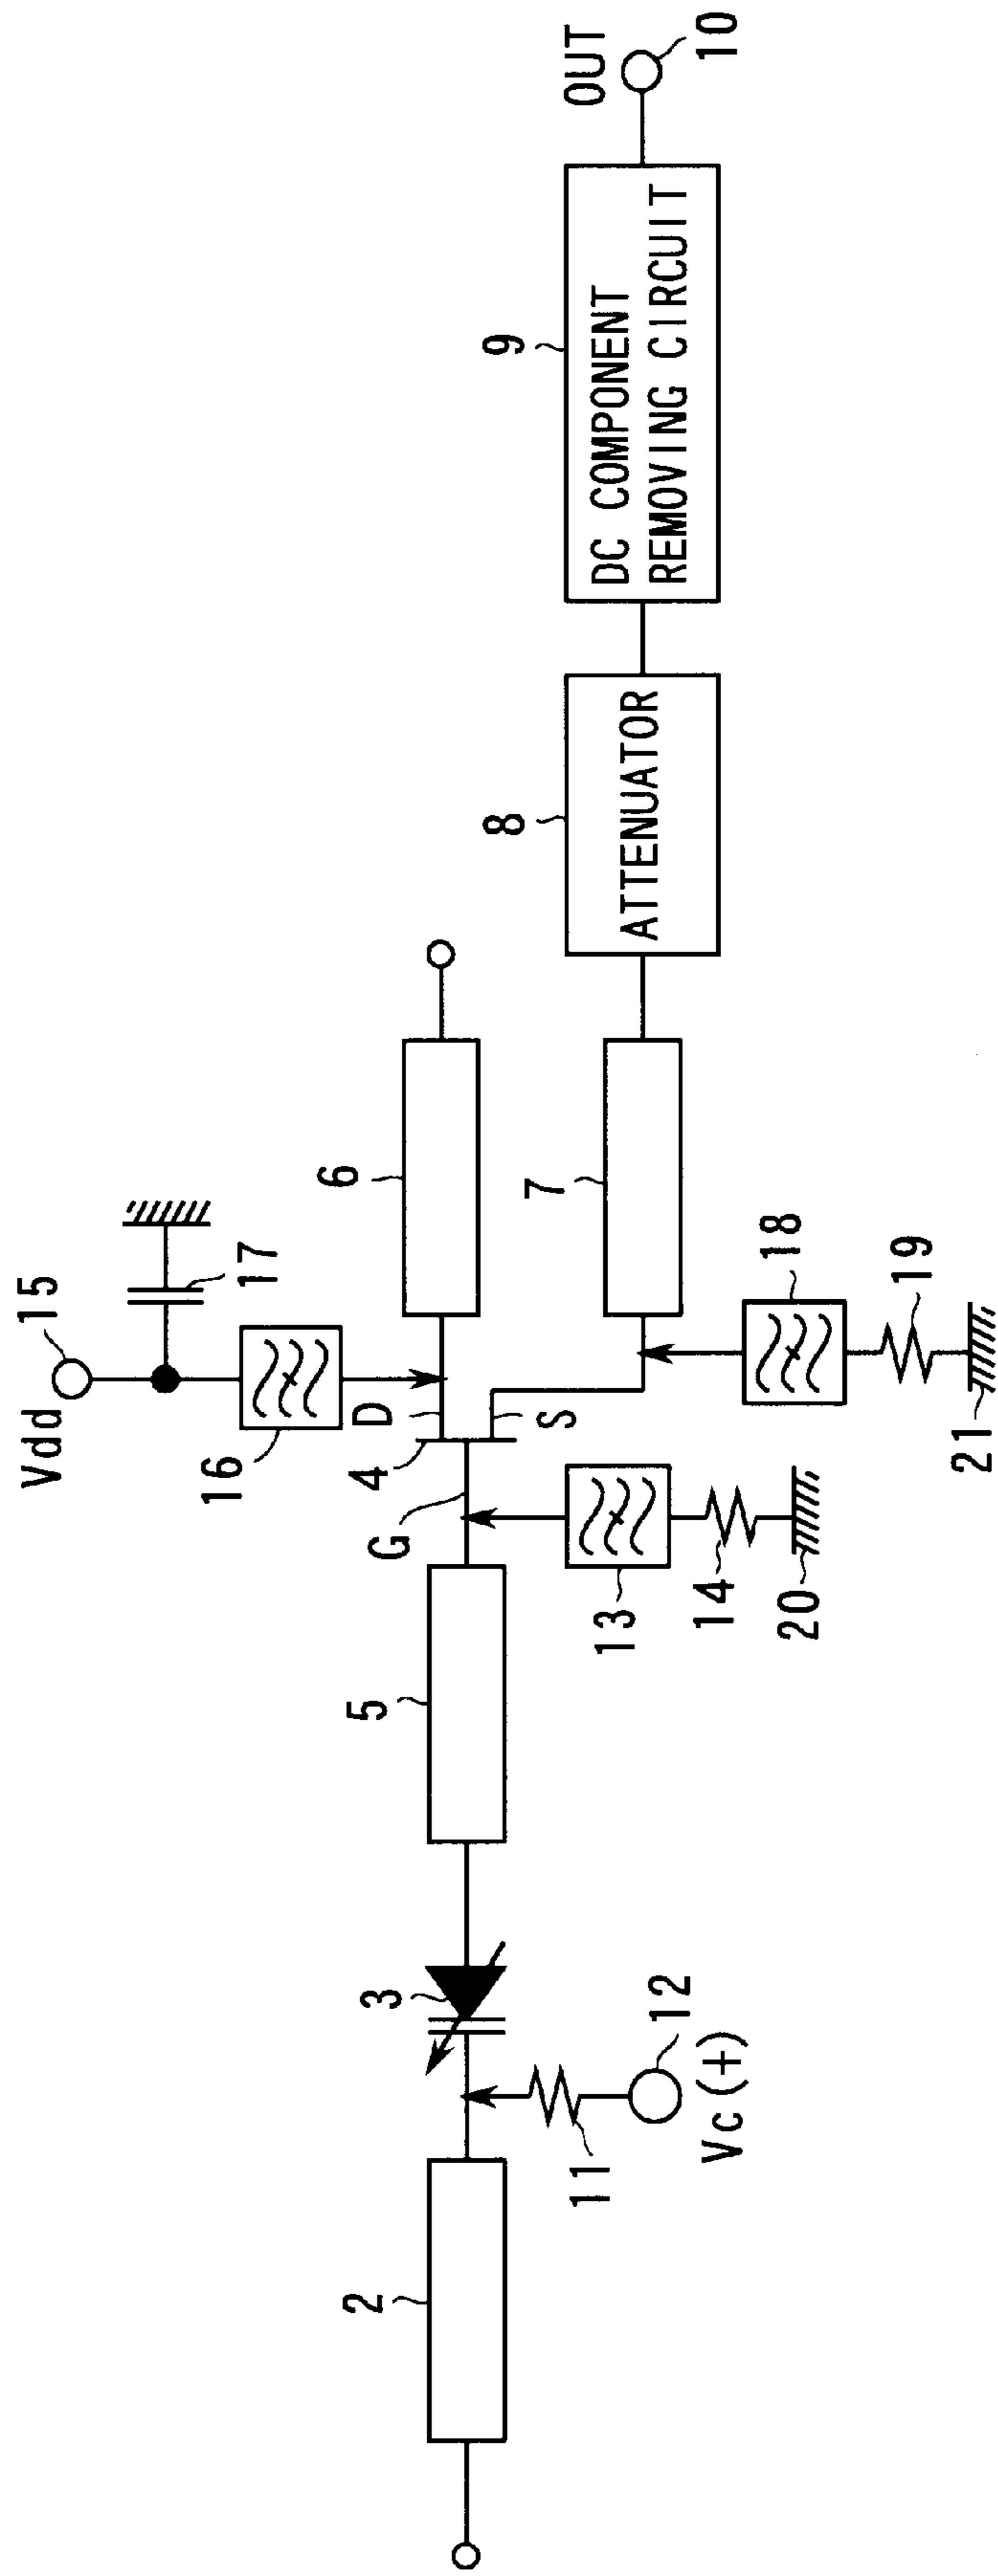 Vdd
15
17
16
D
6
4
G
S
5
3
2
11
12
Vc (+)
13
14
20
7
18
19
21
8
ATTENUATOR
9
DC COMPONENT
REMOVING CIRCUIT
OUT
10